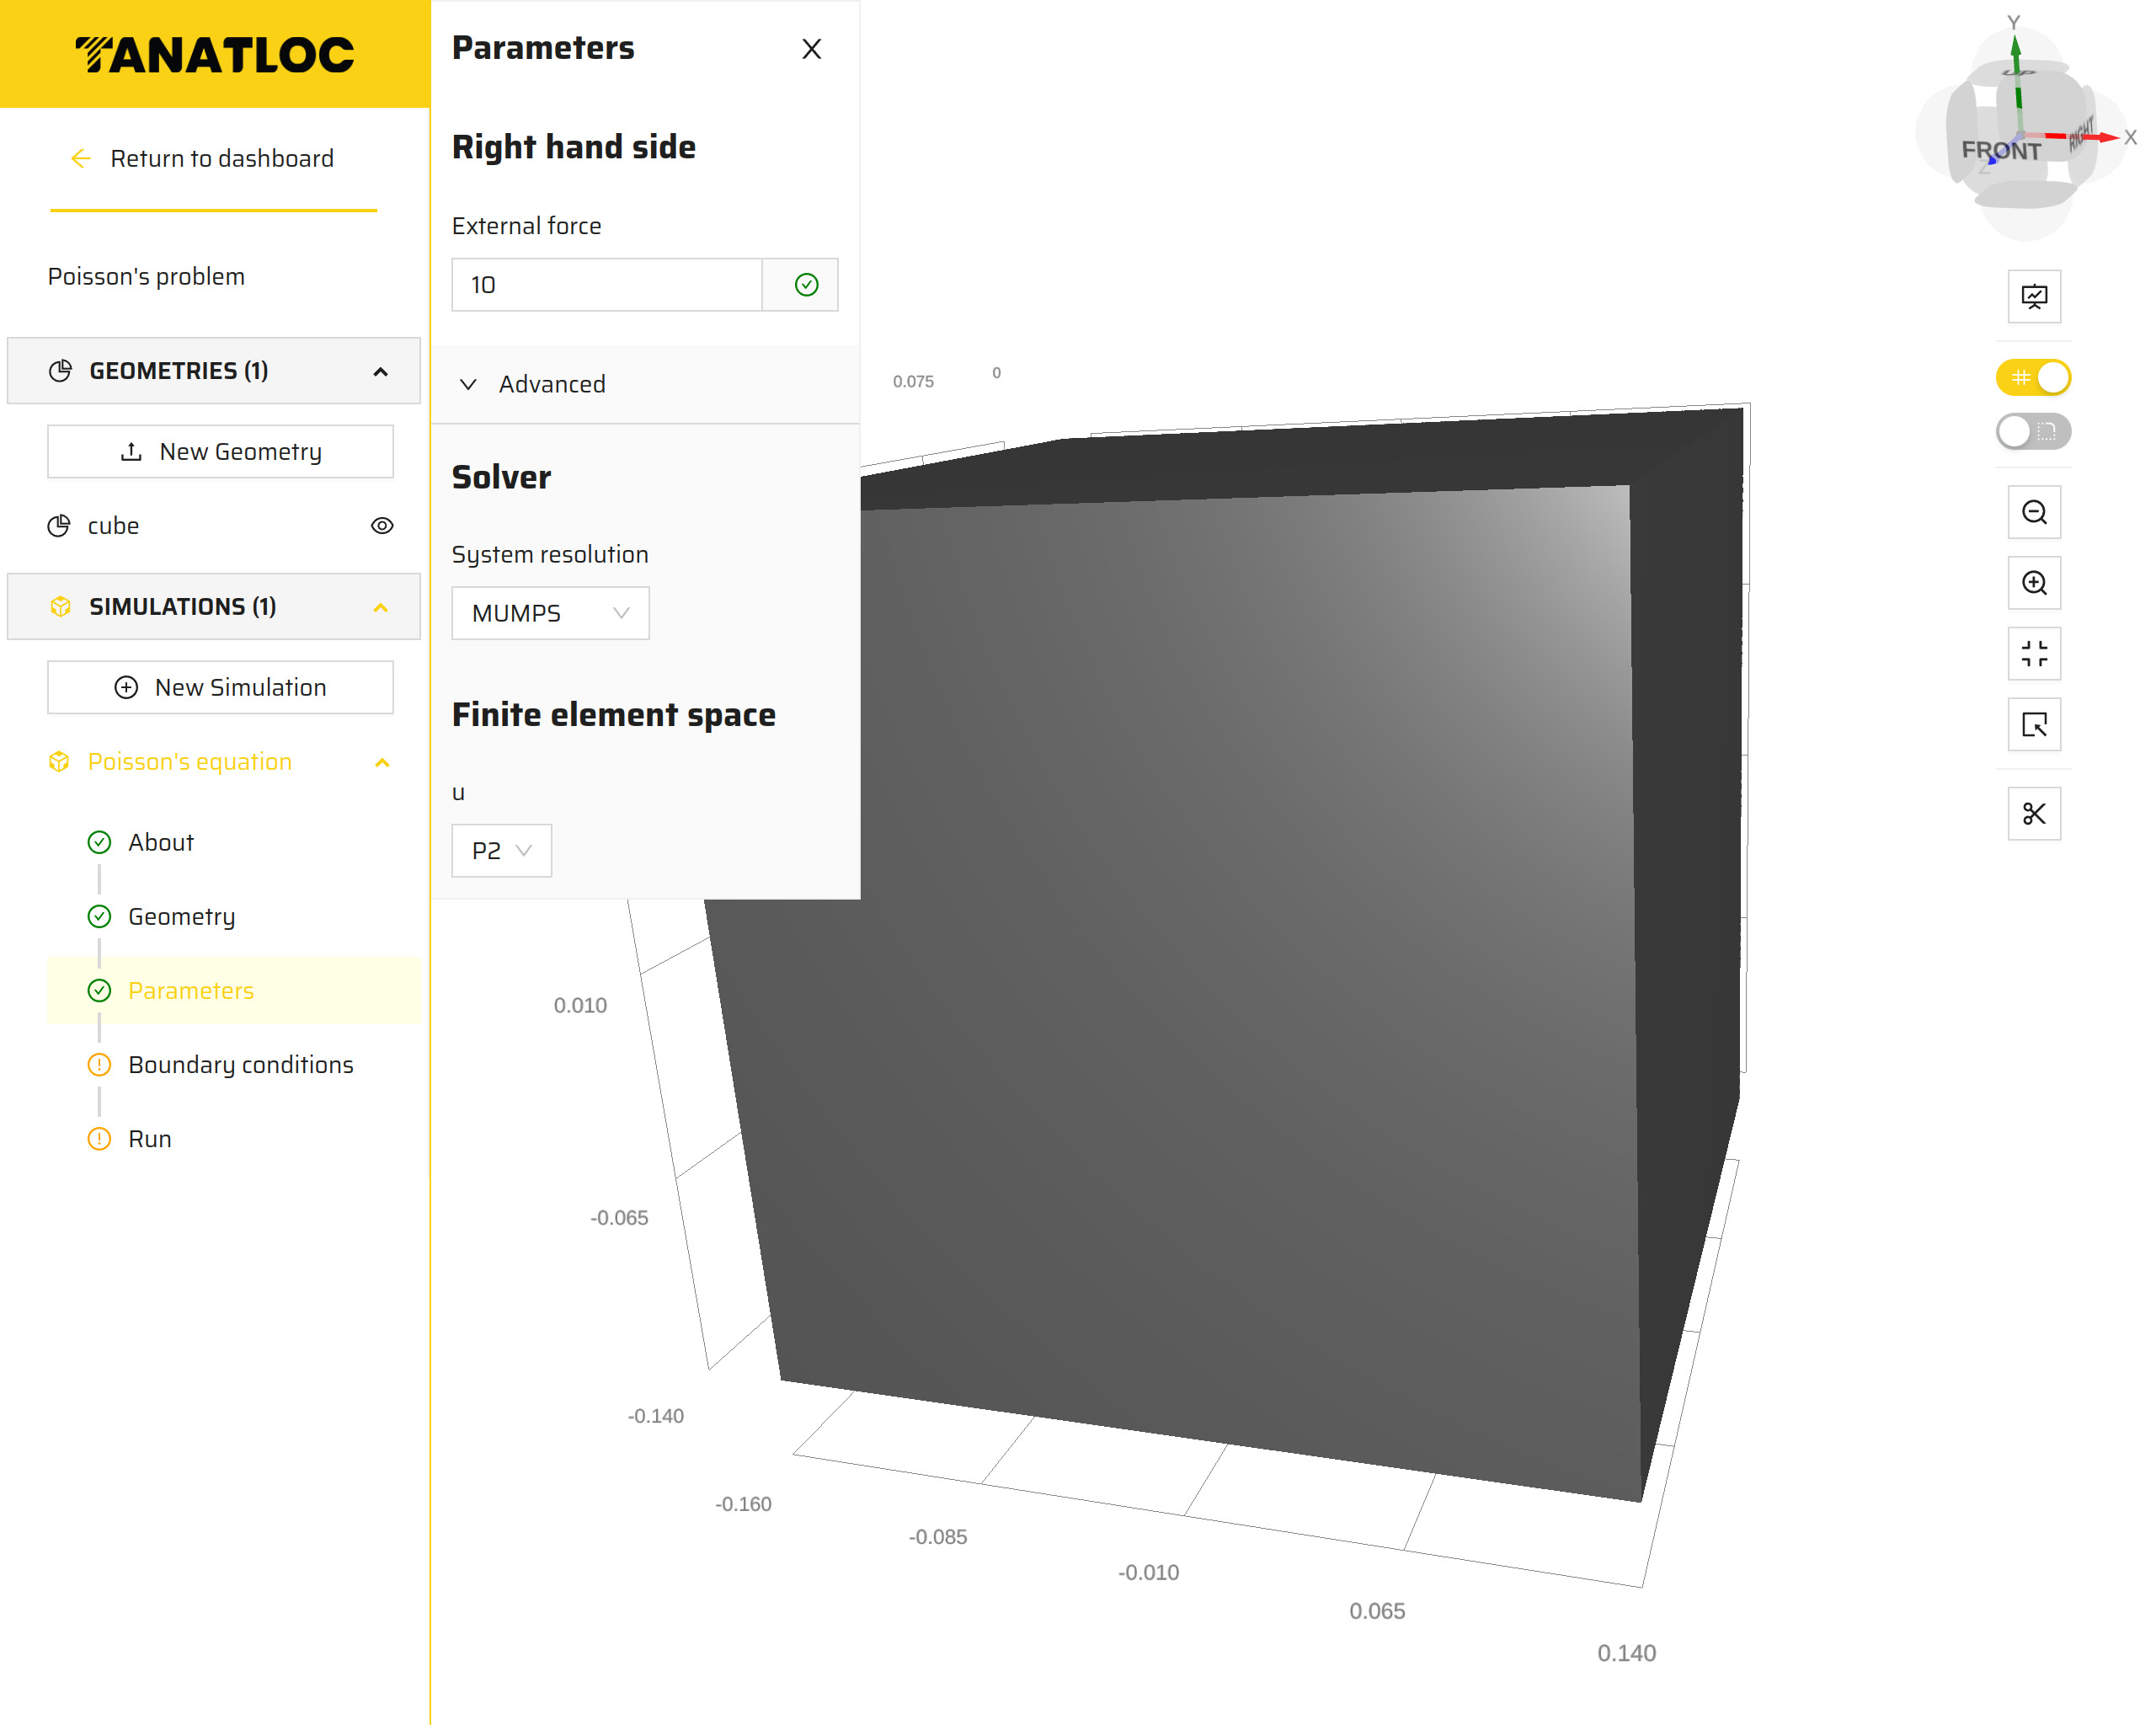 TANATLOC
Return to dashboard
Poisson's problem
GEOMETRIES (1)
New Geometry
cube
SIMULATIONS (1)
New Simulation
Poisson's equation
About
Geometry
Parameters
Boundary conditions
Run
Parameters
Right hand side
External force
10
Advanced
Solver
System resolution
MUMPS
Finite element space
u
P2
0.075
0
0.010
-0.065
-0.140
-0.160
-0.085
-0.010
0.065
0.140
Y
UP
FRONT
RIGHT
X
Z